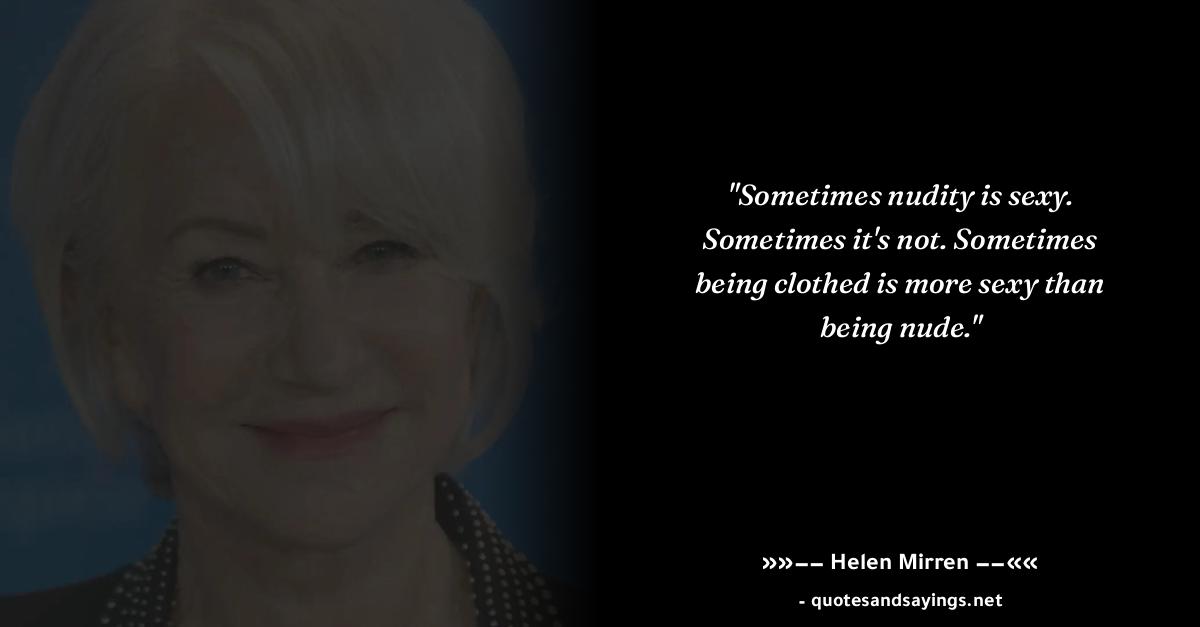 "Sometimes nudity is sexy.
Sometimes it's not. Sometimes
being clothed is more sexy than
being nude."
»»−− Helen Mirren −−««
- quotesandsayings.net